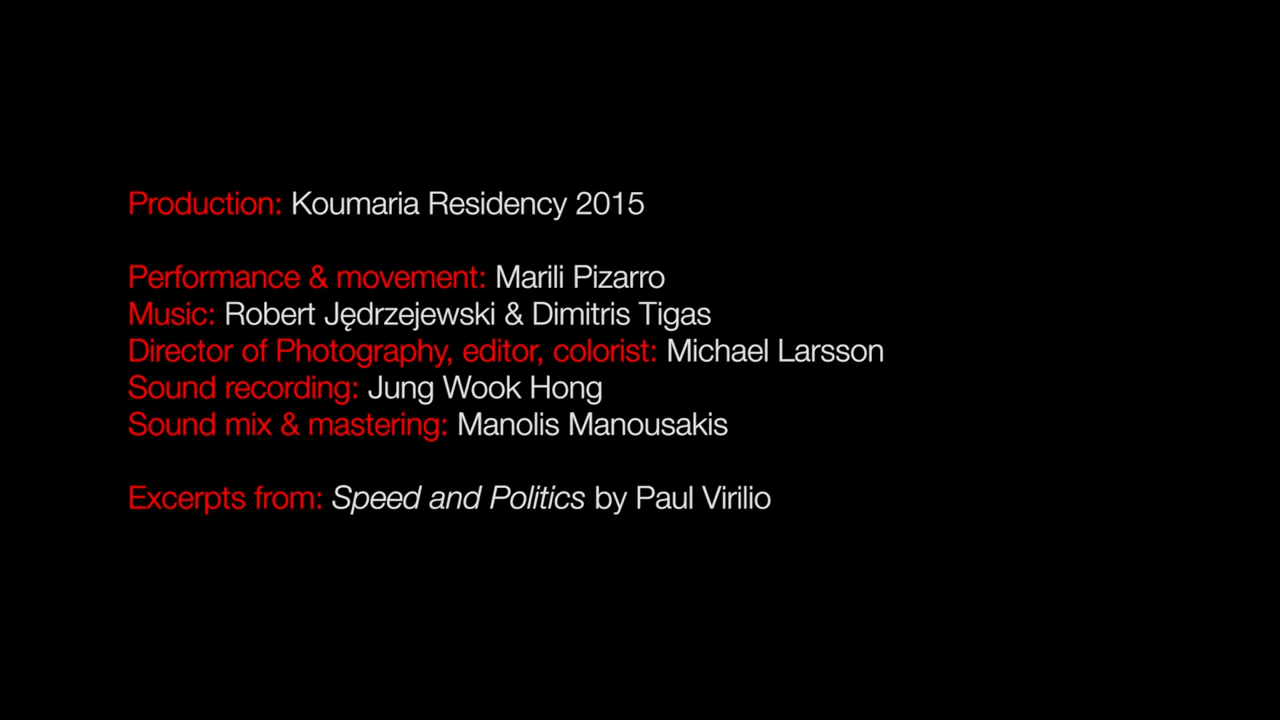 Production: Koumaria Residency 2015
Performance & movement: Marili Pizarro
Music: Robert Jędrzejewski & Dimitris Tigas
Director of Photography, editor, colorist: Michael Larsson
Sound recording: Jung Wook Hong
Sound mix & mastering: Manolis Manousakis
Excerpts from: Speed and Politics by Paul Virilio